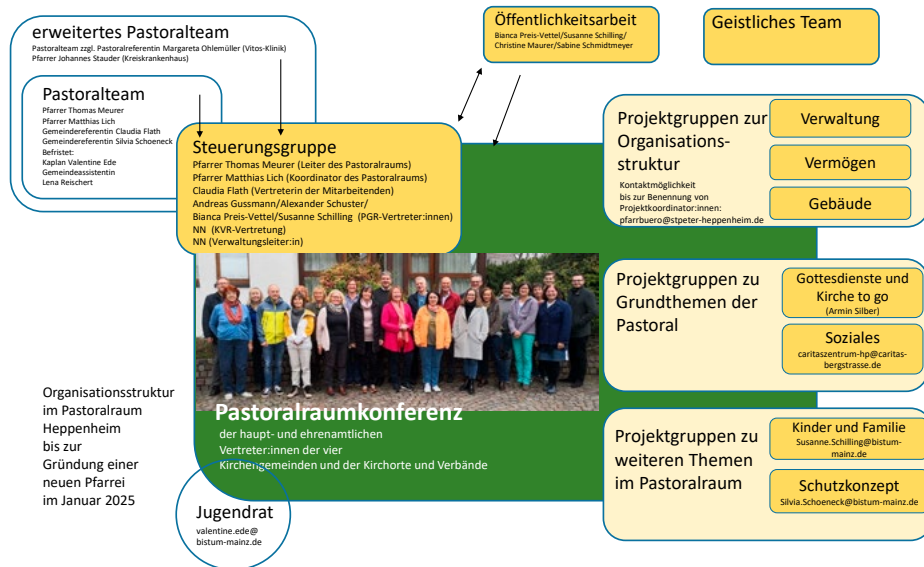 erweitertes Pastoralteam
Pastoralteam zzgl. Pastoralreferentin Margareta Ohlemüller (Vitos-Klinik)
Pfarrer Johannes Stauder (Kreiskrankenhaus)
Pastoralteam
Pfarrer Thomas Meurer
Pfarrer Matthias Lich
Gemeindereferentin Claudia Flath
Gemeindereferentin Silvia Schoeneck
Befristet:
Kaplan Valentine Ede
Gemeindeassistentin
Lena Reischert
Öffentlichkeitsarbeit
Bianca Preis-Vettel/Susanne Schilling/
Christine Maurer/Sabine Schmidtmeyer
Geistliches Team
Steuerungsgruppe
Pfarrer Thomas Meurer (Leiter des Pastoralraums)
Pfarrer Matthias Lich (Koordinator des Pastoralraums)
Claudia Flath (Vertreterin der Mitarbeitenden)
Andreas Gussmann/Alexander Schuster/
Bianca Preis-Vettel/Susanne Schilling (PGR-Vertreter:innen)
NN (KVR-Vertretung)
NN (Verwaltungsleiter:in)
Projektgruppen zur
Organisations-
struktur
Kontaktmöglichkeit
bis zur Benennung von
Projektkoordinator:innen:
pfarrbuero@stpeter-heppenheim.de
Verwaltung
Vermögen
Gebäude
Projektgruppen zu
Grundthemen der
Pastoral
Gottesdienste und
Kirche to go
(Armin Silber)
Soziales
caritaszentrum-hp@caritas-
bergstrasse.de
Projektgruppen zu
weiteren Themen
im Pastoralraum
Kinder und Familie
Susanne.Schilling@bistum-
mainz.de
Schutzkonzept
Silvia.Schoeneck@bistum-mainz.de
Pastoralraumkonferenz
der haupt- und ehrenamtlichen
Vertreter:innen der vier
Kirchengemeinden und der Kirchorte und Verbände
Organisationsstruktur
im Pastoralraum
Heppenheim
bis zur
Gründung einer
neuen Pfarrei
im Januar 2025
Jugendrat
valentine.ede@
bistum-mainz.de